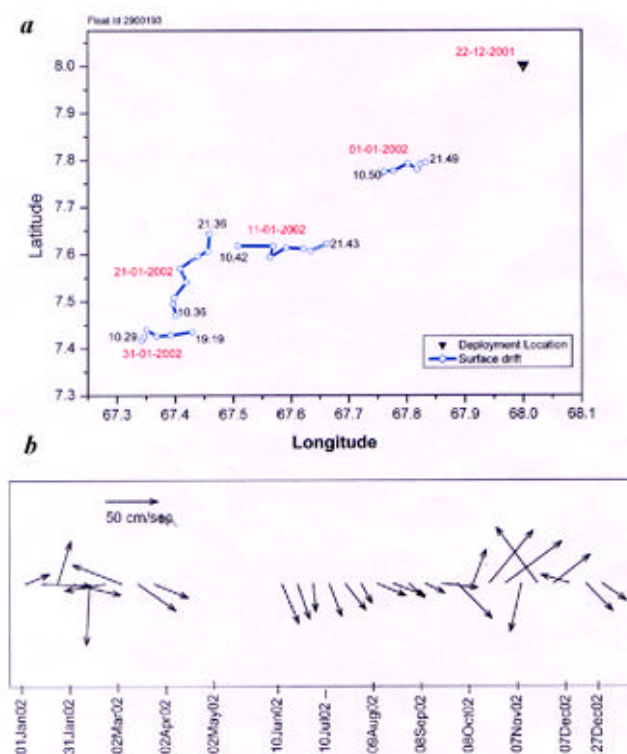 a
Float Id 2900193
22-12-2001
01-01-2002
10.50
21.49
21.36
11-01-2002
10.42
21.43
21-01-2002
10.36
10.29
19.19
31-01-2002
Deployment Location
Surface drift
8.0
7.9
7.8
7.7
7.6
7.5
7.4
7.3
Latitude
67.3 67.4 67.5 67.6 67.7 67.8 67.9 68.0 68.1
Longitude
b
50 cm/sec
01Jan02
31Jan02
02Mar02
02Apr02
02May02
10Jun02
10Jul02
08Sep02
08Oct02